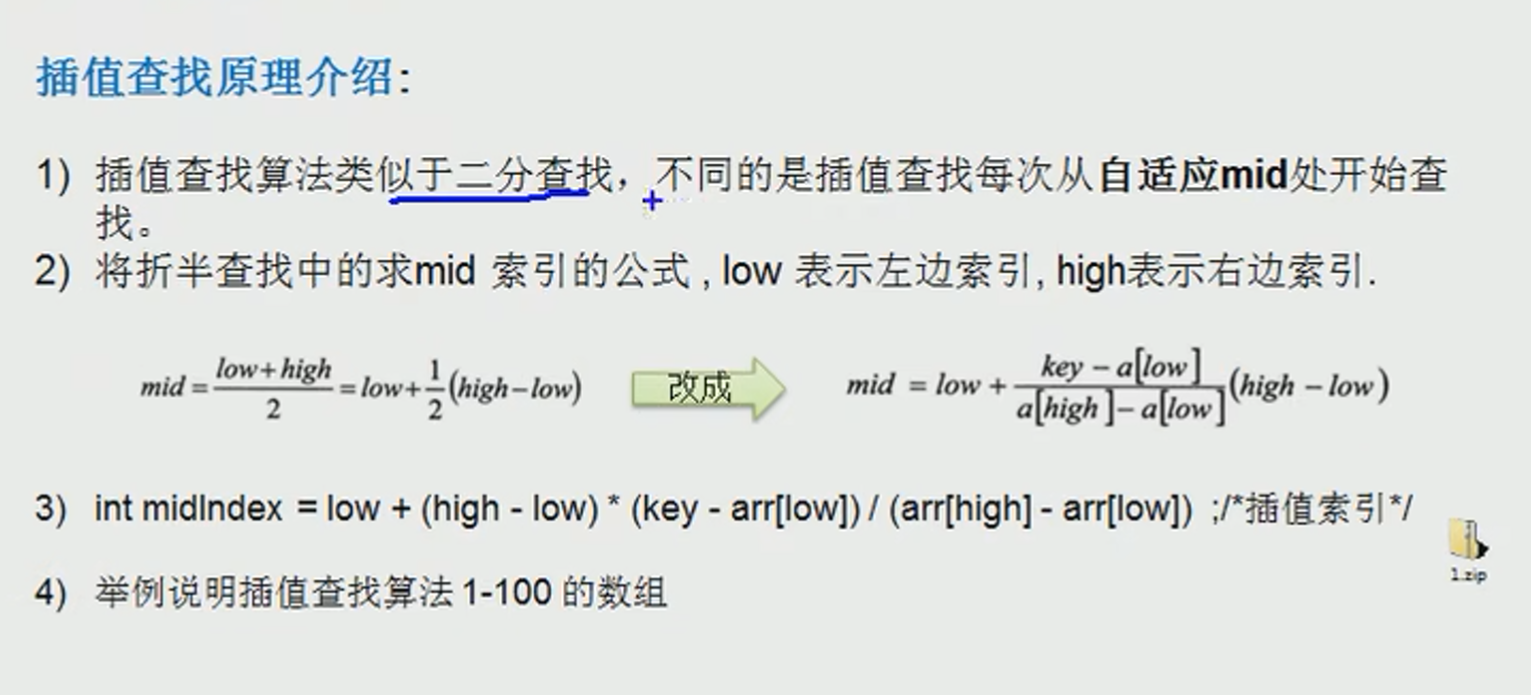 插值查找原理介绍:
1) 插值查找算法类似于二分查找，不同的是插值查找每次从自适应mid处开始查
找。
2) 将折半查找中的求mid 索引的公式 , low 表示左边索引, high表示右边索引.
mid = \frac{low+high}{2} = low + \frac{1}{2}(high-low) 改成 mid = low + \frac{key - a[low]}{a[high] - a[low]}(high - low)
3) int midIndex = low + (high - low) * (key - arr[low]) / (arr[high] - arr[low]) ;/*插值索引*/
1.zip
4) 举例说明插值查找算法 1-100 的数组